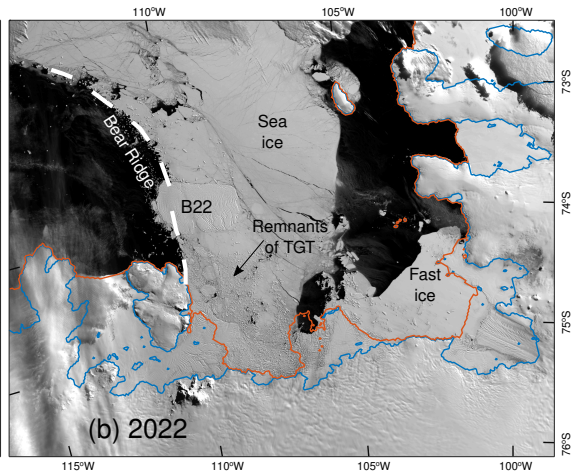 110°W
105°W
100°W
73°S
Sea
ice
Bear Ridge
B22
74°S
Remnants
of TGT
Fast
ice
75°S
(b) 2022
76°S
115°W
110°W
105°W
100°W